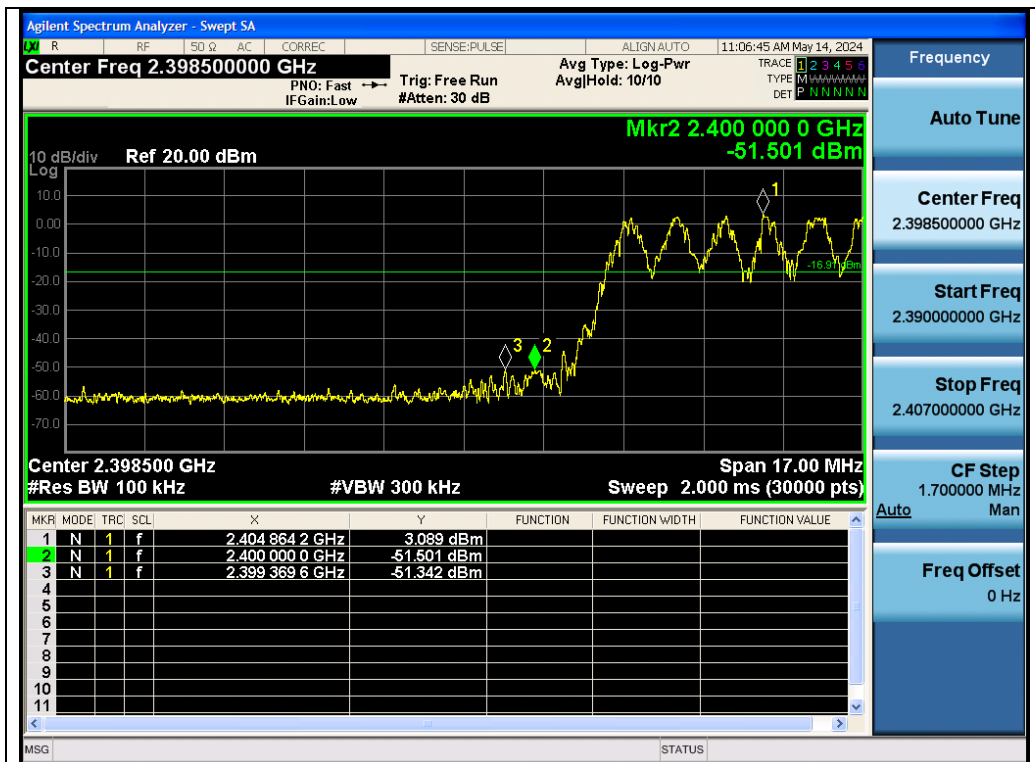 Agilent Spectrum Analyzer - Swept SA
LXI R RF 50 Ω AC CORREC SENSE:PULSE ALIGN AUTO 11:06:45 AM May 14, 2024
Center Freq 2.398500000 GHz
PNO: Fast
IFGain:Low
Trig: Free Run
#Atten: 30 dB
Avg Type: Log-Pwr
Avg|Hold: 10/10
TRACE 1 2 3 4 5 6
TYPE M W W W W W
DET P N N N N N
Mkr2 2.400 000 0 GHz
-51.501 dBm
10 dB/div Ref 20.00 dBm
Log
10.0
0.00
-10.0
-20.0
-30.0
-40.0
-50.0
-60.0
-70.0
1
-16.91 dBm
3 2
Center 2.398500 GHz Span 17.00 MHz
#Res BW 100 kHz #VBW 300 kHz Sweep 2.000 ms (30000 pts)
MKR MODE TRC SCL X Y FUNCTION FUNCTION WIDTH FUNCTION VALUE
1 N 1 f 2.404 864 2 GHz 3.089 dBm
2 N 1 f 2.400 000 0 GHz -51.501 dBm
3 N 1 f 2.399 369 6 GHz -51.342 dBm
4
5
6
7
8
9
10
11
MSG STATUS
Frequency
Auto Tune
Center Freq
2.398500000 GHz
Start Freq
2.390000000 GHz
Stop Freq
2.407000000 GHz
CF Step
1.700000 MHz
Auto Man
Freq Offset
0 Hz